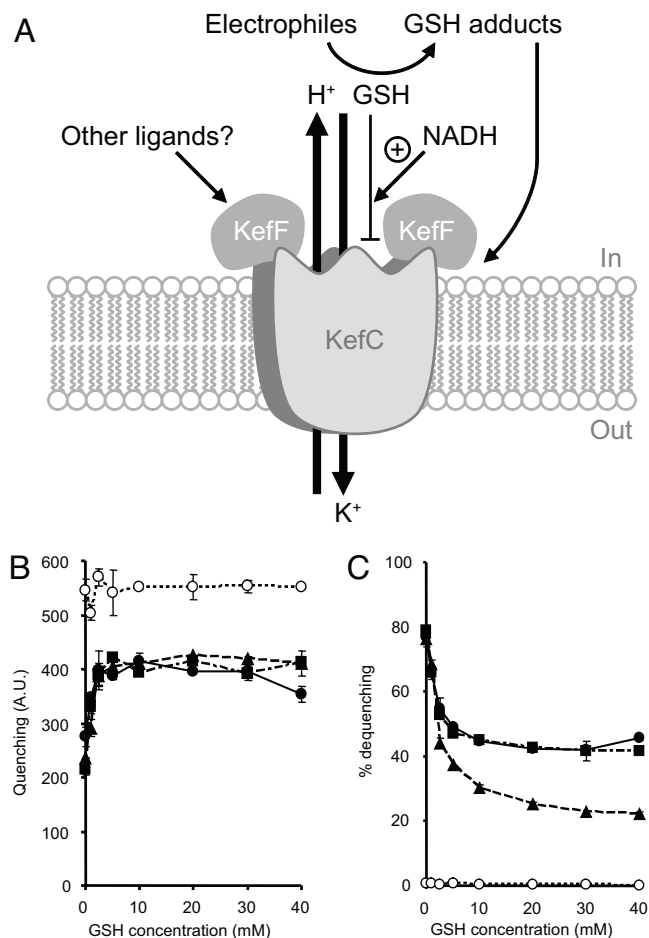 A
Electrophiles GSH adducts
H⁺ GSH
Other ligands? + NADH
KefF KefF
In
KefC
Out
K⁺
B
600
500
400
300
200
100
0
Quenching (A.U.)
0 10 20 30 40
GSH concentration (mM)
C
100
80
60
40
20
0
% dequenching
0 10 20 30 40
GSH concentration (mM)